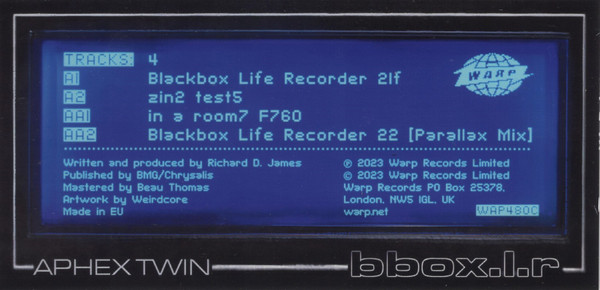 TRACKS: 4
A1 Blackbox Life Recorder 21f
A2 zin2 test5
AA1 in a room7 F760
AA2 Blackbox Life Recorder 22 [Parallax Mix]
WARP
Written and produced by Richard D. James
Published by BMG/Chrysalis
Mastered by Beau Thomas
Artwork by Weirdcore
Made in EU
℗ 2023 Warp Records Limited
© 2023 Warp Records Limited
Warp Records PO Box 25378,
London, NW5 1GL, UK
warp.net
WAP480C
APHEX TWIN
bbox.l.r